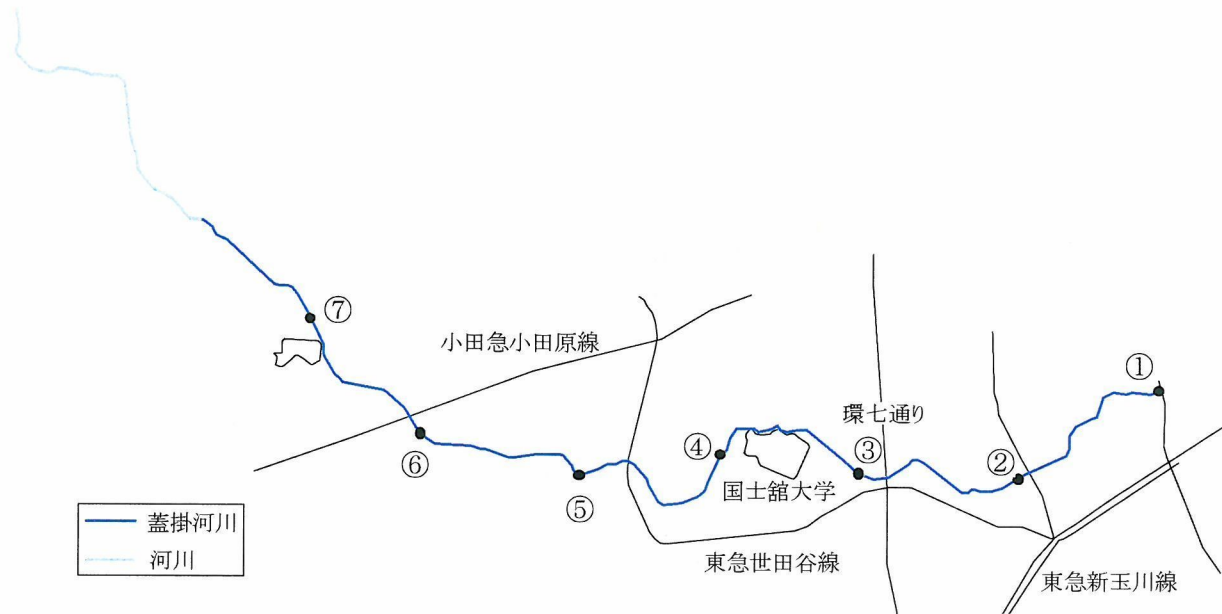 ⑦
小田急小田原線
①
環七通り
④
③
②
⑥
国士舘大学
⑤
蓋掛河川
河川
東急世田谷線
東急新玉川線